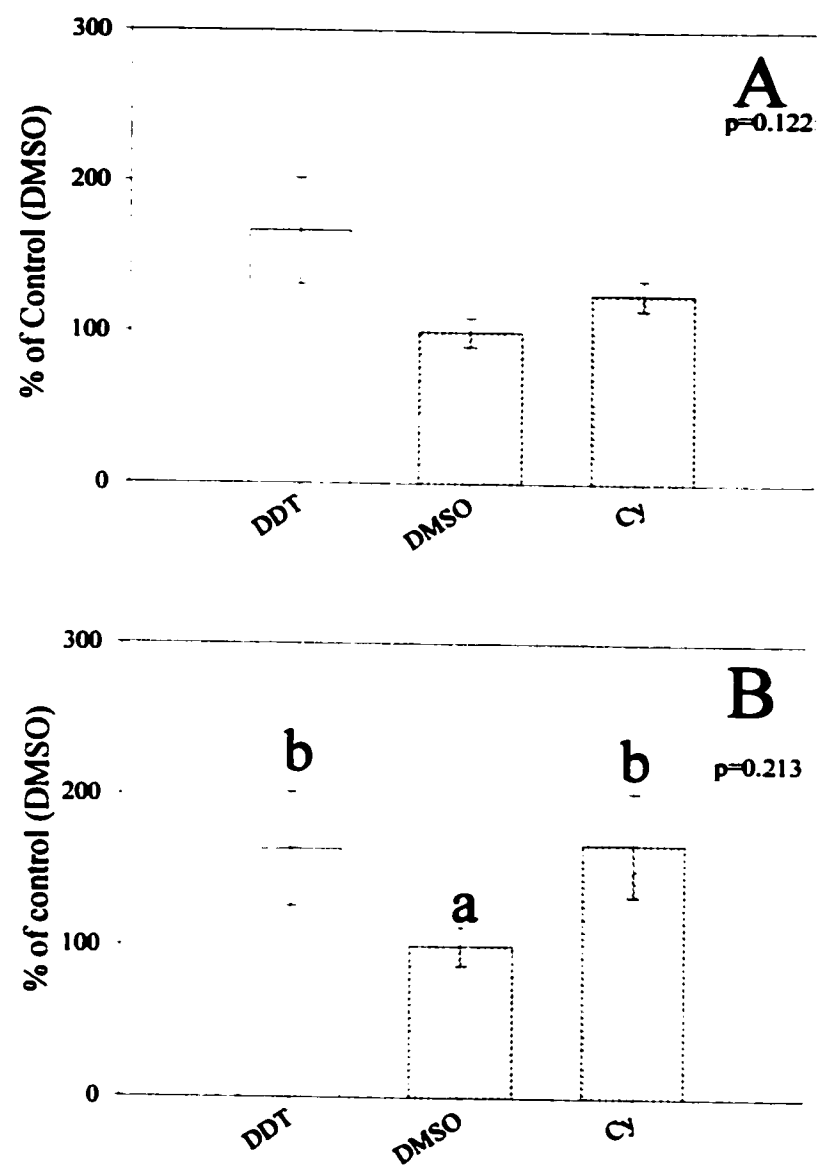 300
A
p=0.122
200
% of Control (DMSO)
100
0
DDT
DMSO
Cy
300
B
b
b
p=0.213
200
% of control (DMSO)
a
100
0
DDT
DMSO
Cy